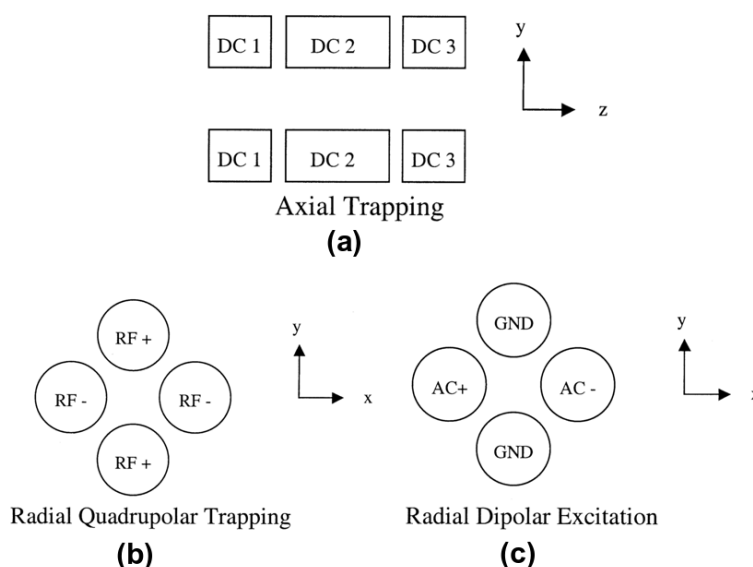 DC 1 DC 2 DC 3 y
z
DC 1 DC 2 DC 3
Axial Trapping
(a)
RF + y
RF - RF - x
RF +
Radial Quadrupolar Trapping
(b)
GND y
AC+ AC - x
GND
Radial Dipolar Excitation
(c)